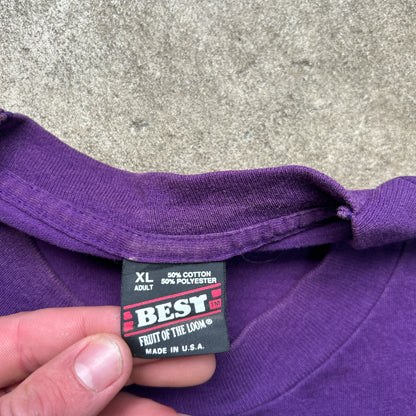 XL
ADULT
50% COTTON
50% POLYESTER
BEST
FRUIT OF THE LOOM®
MADE IN U.S.A.